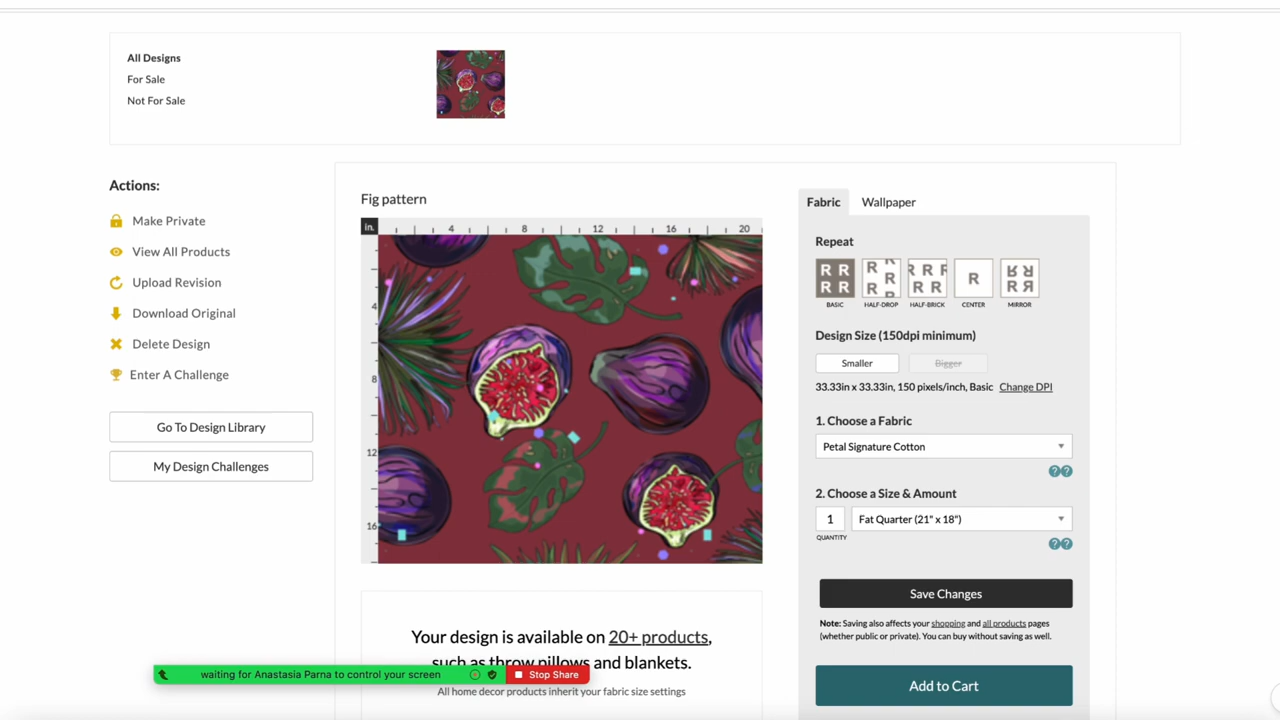 All Designs
For Sale
Not For Sale
Actions:
Make Private
View All Products
Upload Revision
Download Original
Delete Design
Enter A Challenge
Go To Design Library
My Design Challenges
Fig pattern
in. 4 8 12 16 20
4
8
12
16
Your design is available on 20+ products,
such as throw pillows and blankets.
All home decor products inherit your fabric size settings
waiting for Anastasia Parna to control your screen
Stop Share
Fabric Wallpaper
Repeat
R R R R R R R R R R R R R R R R R R
BASIC HALF-DROP HALF-BRICK CENTER MIRROR
Design Size (150dpi minimum)
Smaller Bigger
33.33in x 33.33in, 150 pixels/inch, Basic Change DPI
1. Choose a Fabric
Petal Signature Cotton
??
2. Choose a Size & Amount
1 Fat Quarter (21" x 18")
QUANTITY
??
Save Changes
Note: Saving also affects your shopping and all products pages
(whether public or private). You can buy without saving as well.
Add to Cart